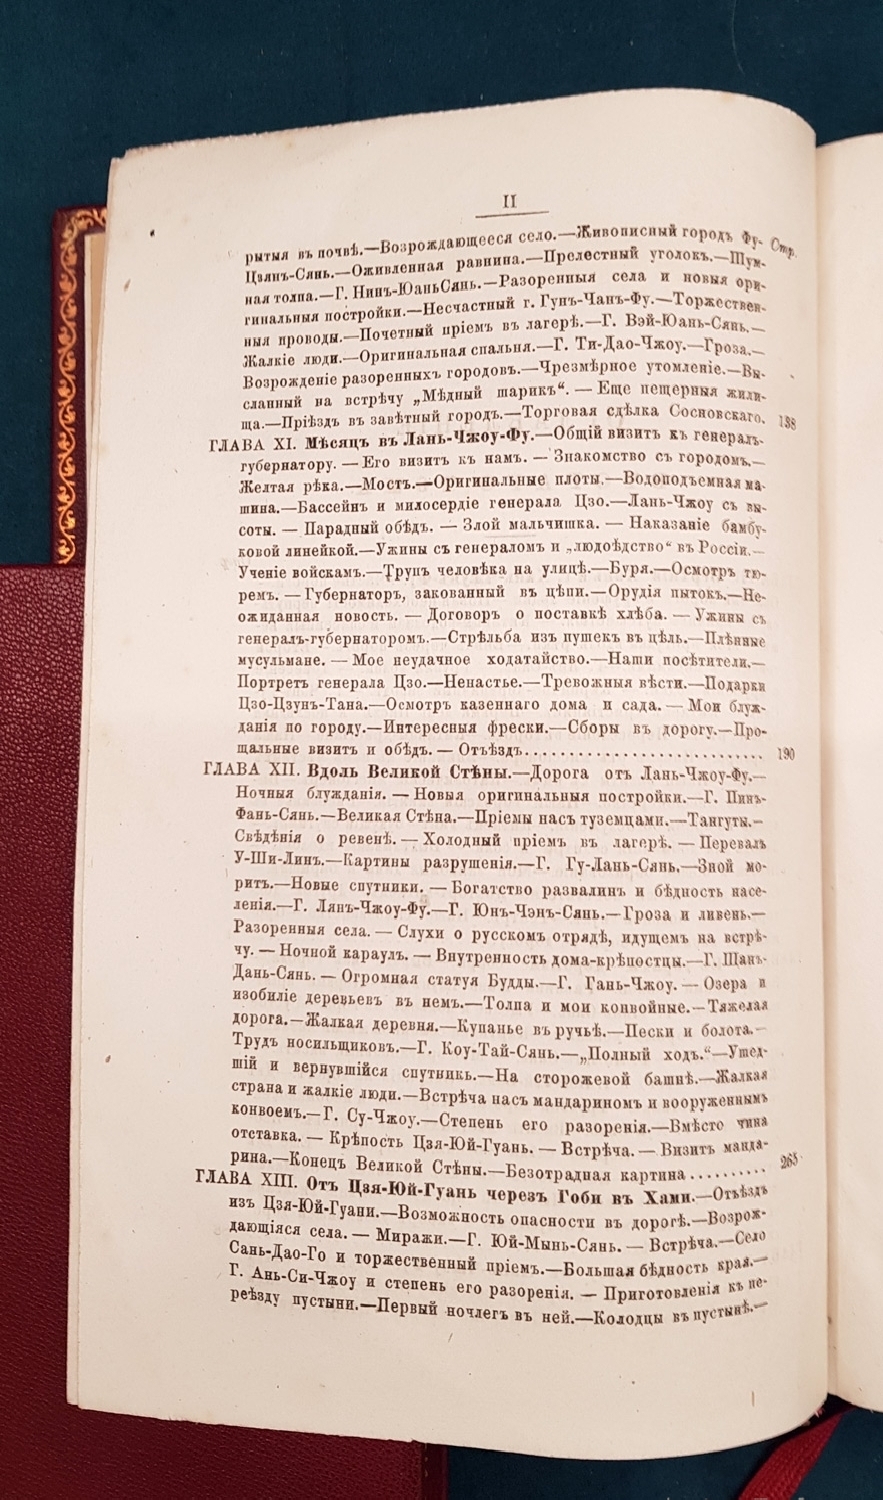 II
Стр.
рытыя въ почвѣ.—Возрождающееся село.—Живописный городъ Фу-
Цзянъ-Сянь.—Оживленная равнина.—Прелестный уголокъ.—Шум-
ная толпа.—Г. Нинъ-ЮаньСянь.—Разоренныя села и новыя ори-
гинальныя постройки.—Несчастный г. Гунъ-Чанъ-Фу.—Торжествен-
ныя проводы.—Почетный пріемъ въ лагерѣ.—Г. Вэй-Юань-Сянь.—
Жалкіе люди.—Оригинальная спальня.—Г. Ти-Дао-Чжоу.—Гроза.—
Возрожденіе разоренныхъ городовъ.—Чрезмѣрное утомленіе.—Вы-
сланный на встрѣчу „Мѣдный шарикъ“. — Еще пещерныя жили-
ща.—Пріѣздъ въ завѣтный городъ.—Торговая сдѣлка Сосновскаго. 138
ГЛАВА XI. Мѣсяцъ въ Лань-Чжоу-Фу.—Общій визитъ къ генералъ-
губернатору. — Его визитъ къ намъ. — Знакомство съ городомъ.—
Желтая рѣка.—Мостъ.—Оригинальные плоты.—Водоподъемная ма-
шина.—Бассейнъ и милосердіе генерала Цзо.—Лань-Чжоу съ вы-
соты. — Парадный обѣдъ. — Злой мальчишка. — Наказаніе бамбу-
ковой линейкой.—Ужины съ генераломъ и „людоѣдство“ въ Россіи.—
Ученіе войскамъ.—Трупъ человѣка на улицѣ.—Буря.—Осмотръ тю-
ремъ. — Губернаторъ, закованный въ цѣпи.—Орудія пытокъ.—Не-
ожиданная новость. — Договоръ о поставкѣ хлѣба. — Ужины съ
генералъ-губернаторомъ.—Стрѣльба изъ пушекъ въ цѣль.—Плѣнные
мусульмане. — Мое неудачное ходатайство.—Наши посѣтители.—
Портретъ генерала Цзо.—Ненастье.—Тревожныя вѣсти.—Подарки
Цзо-Цзунъ-Тана.—Осмотръ казеннаго дома и сада. — Мои блуж-
данія по городу.—Интересныя фрески.—Сборы въ дорогу.—Про-
щальные визитъ и обѣдъ. — Отъѣздъ........................ 190
ГЛАВА XII. Вдоль Великой Стѣны.—Дорога отъ Лань-Чжоу-Фу.—
Ночныя блужданія. — Новыя оригинальныя постройки.—Г. Пинъ-
Фань-Сянь.—Великая Стѣна.—Пріемы насъ туземцами.—Тангуты.—
Свѣдѣнія о ревенѣ. — Холодный пріемъ въ лагерѣ. — Перевалъ
У-Ши-Линъ.—Картины разрушенія.—Г. Гу-Лань-Сянь.—Зной мо-
ритъ.—Новые спутники. — Богатство развалинъ и бѣдность насе-
ленія.—Г. Лянъ-Чжоу-Фу.—Г. Юнъ-Чэнъ-Сянь.—Гроза и ливень.—
Разоренныя села. — Слухи о русскомъ отрядѣ, идущемъ на встрѣ-
чу. — Ночной караулъ. — Внутренность дома-крѣпостцы.—Г. Шань-
Дань-Сянь. — Огромная статуя Будды.—Г. Гань-Чжоу. — Озера и
изобиліе деревьевъ въ немъ.—Толпа и мои конвойные.—Тяжелая
дорога.—Жалкая деревня.—Купанье въ ручьѣ.—Пески и болота.—
Трудъ носильщиковъ.—Г. Коу-Тай-Сянь.—„Полный ходъ.“—Ушед-
шій и вернувшійся спутникъ.—На сторожевой башнѣ.—Жалкая
страна и жалкіе люди.—Встрѣча насъ мандариномъ и вооруженнымъ
конвоемъ.—Г. Су-Чжоу.—Степень его разоренія.—Вмѣсто чина
отставка. — Крѣпость Цзя-Юй-Гуань. — Встрѣча. — Визитъ манда-
рина.—Конецъ Великой Стѣны.—Безотрадная картина .......... 265
ГЛАВА XIII. Отъ Цзя-Юй-Гуань черезъ Гоби въ Хами.—Отъѣздъ
изъ Цзя-Юй-Гуани.—Возможность опасности въ дорогѣ.—Возрож-
дающіяся села. — Миражи.—Г. Юй-Мынь-Сянь. — Встрѣча.—Село
Сань-Дао-Го и торжественный пріемъ.—Большая бѣдность края.—
Г. Ань-Си-Чжоу и степень его разоренія. — Приготовленія къ пе-
реѣзду пустыни.—Первый ночлегъ въ ней.—Колодцы въ пустынѣ.—